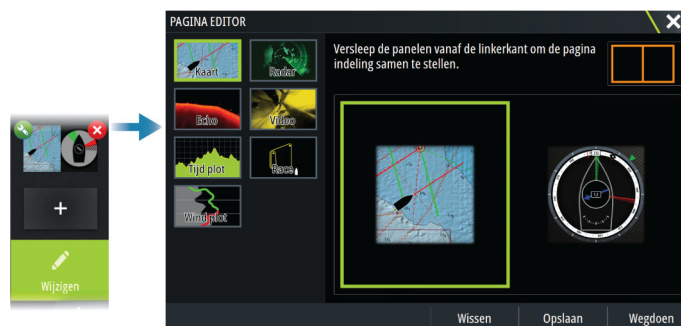 PAGINA EDITOR
Kaart
Radar
Echo
Video
Tijd plot
Race
Wind plot
Versleep de panelen vanaf de linkerkant om de pagina
indeling samen te stellen.
+
Wijzigen
Wissen
Opslaan
Wegdoen